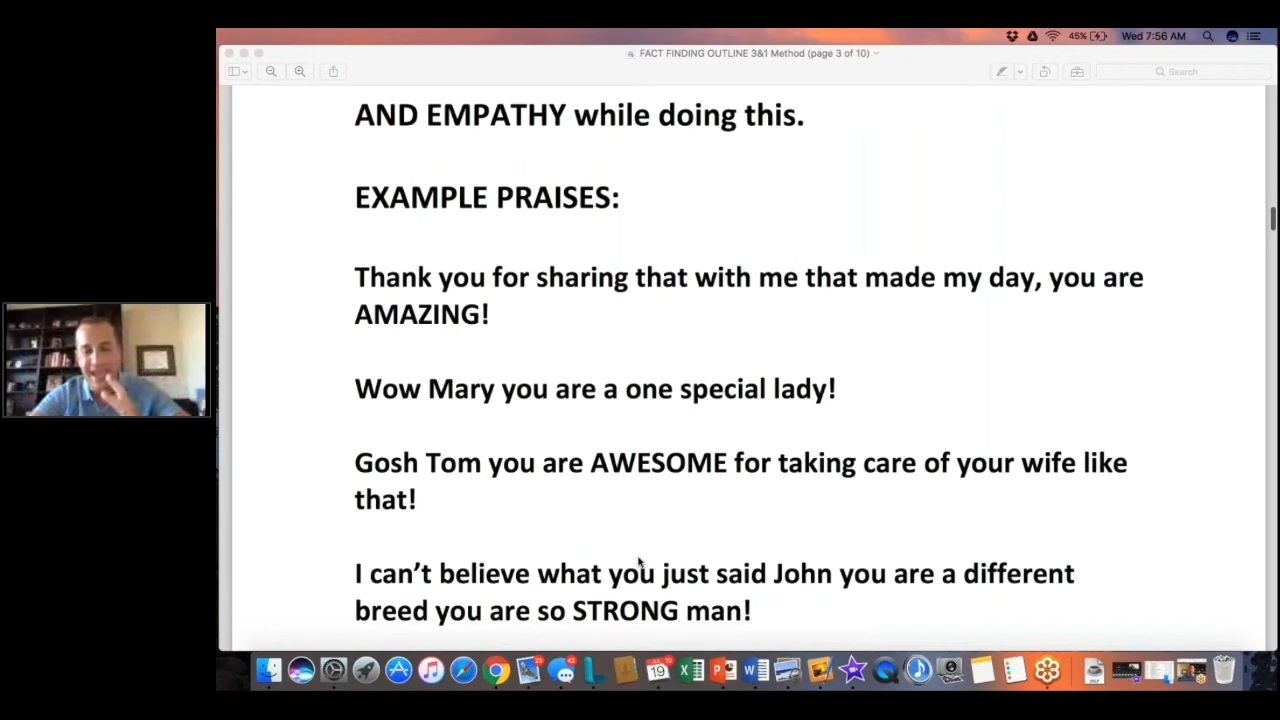 45%
Wed 7:56 AM
FACT FINDING OUTLINE 3&1 Method (page 3 of 10)
Search
AND EMPATHY while doing this.
EXAMPLE PRAISES:
Thank you for sharing that with me that made my day, you are
AMAZING!
Wow Mary you are a one special lady!
Gosh Tom you are AWESOME for taking care of your wife like
that!
I can’t believe what you just said John you are a different
breed you are so STRONG man!
19